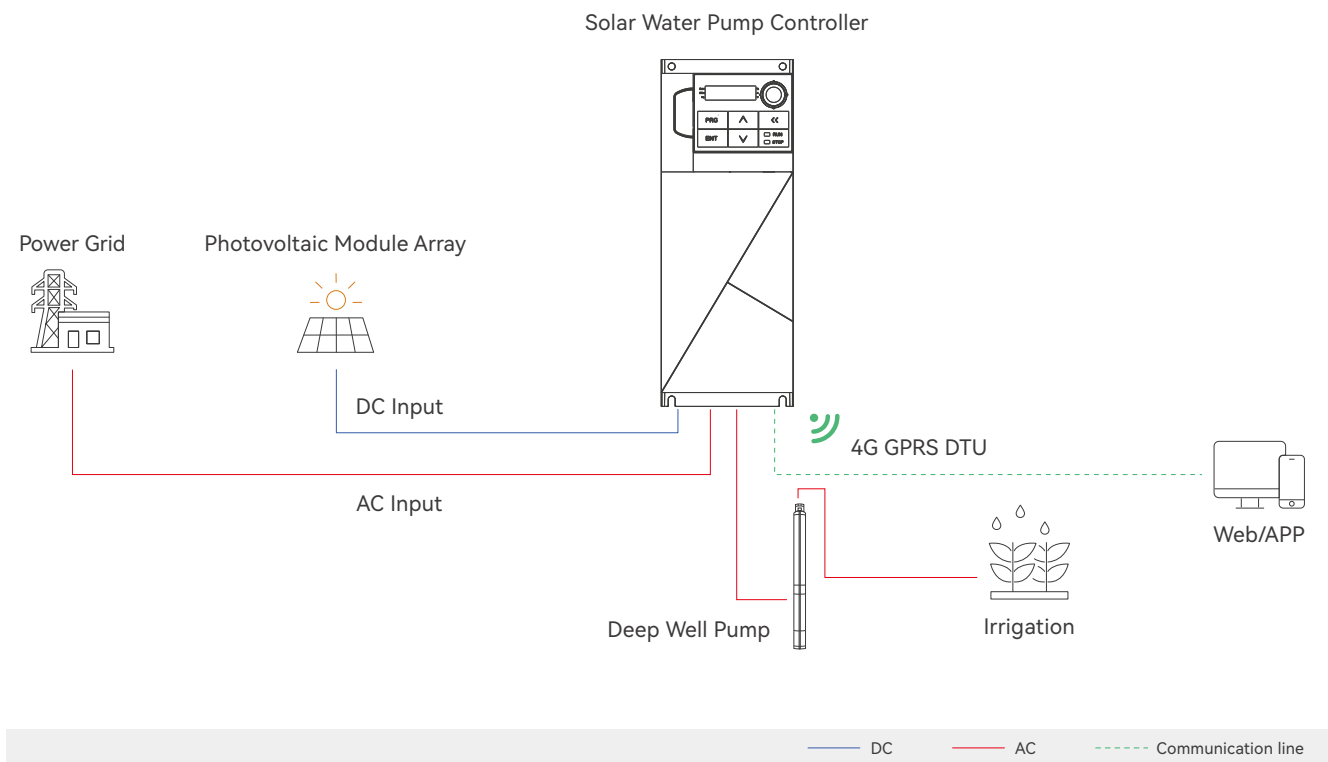 Solar Water Pump Controller
PRG
<<
ENT
RUN
STOP
Power Grid
Photovoltaic Module Array
DC Input
4G GPRS DTU
AC Input
Web/APP
Deep Well Pump
Irrigation
DC
AC
Communication line